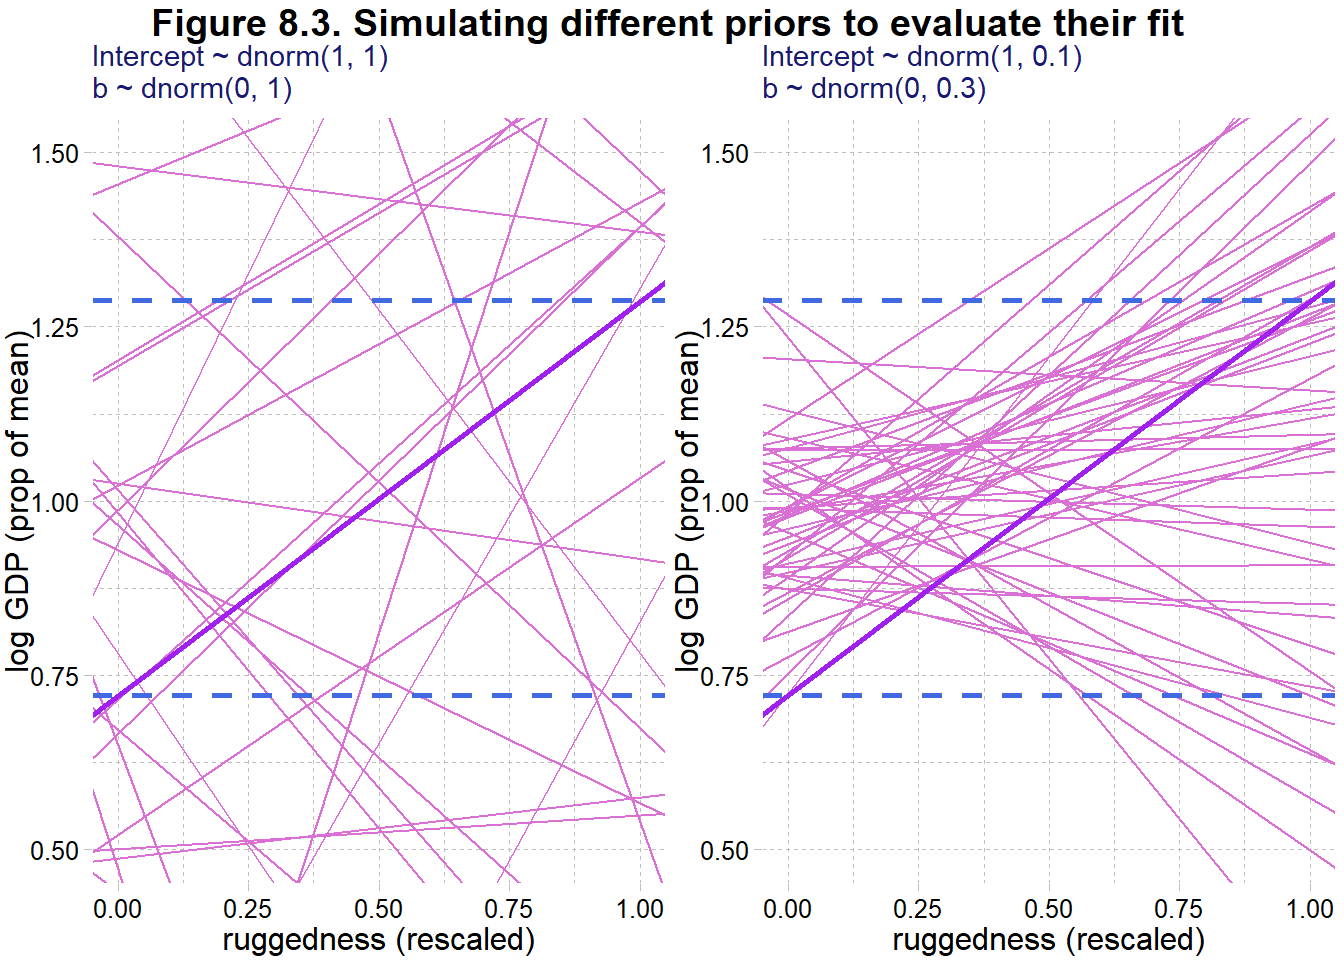 Figure 8.3. Simulating different priors to evaluate their fit
Intercept ~ dnorm(1, 1)
b ~ dnorm(0, 1)
log GDP (prop of mean)
1.50
1.25
1.00
0.75
0.50
0.00 0.25 0.50 0.75 1.00
ruggedness (rescaled)
Intercept ~ dnorm(1, 0.1)
b ~ dnorm(0, 0.3)
log GDP (prop of mean)
1.50
1.25
1.00
0.75
0.50
0.00 0.25 0.50 0.75 1.00
ruggedness (rescaled)